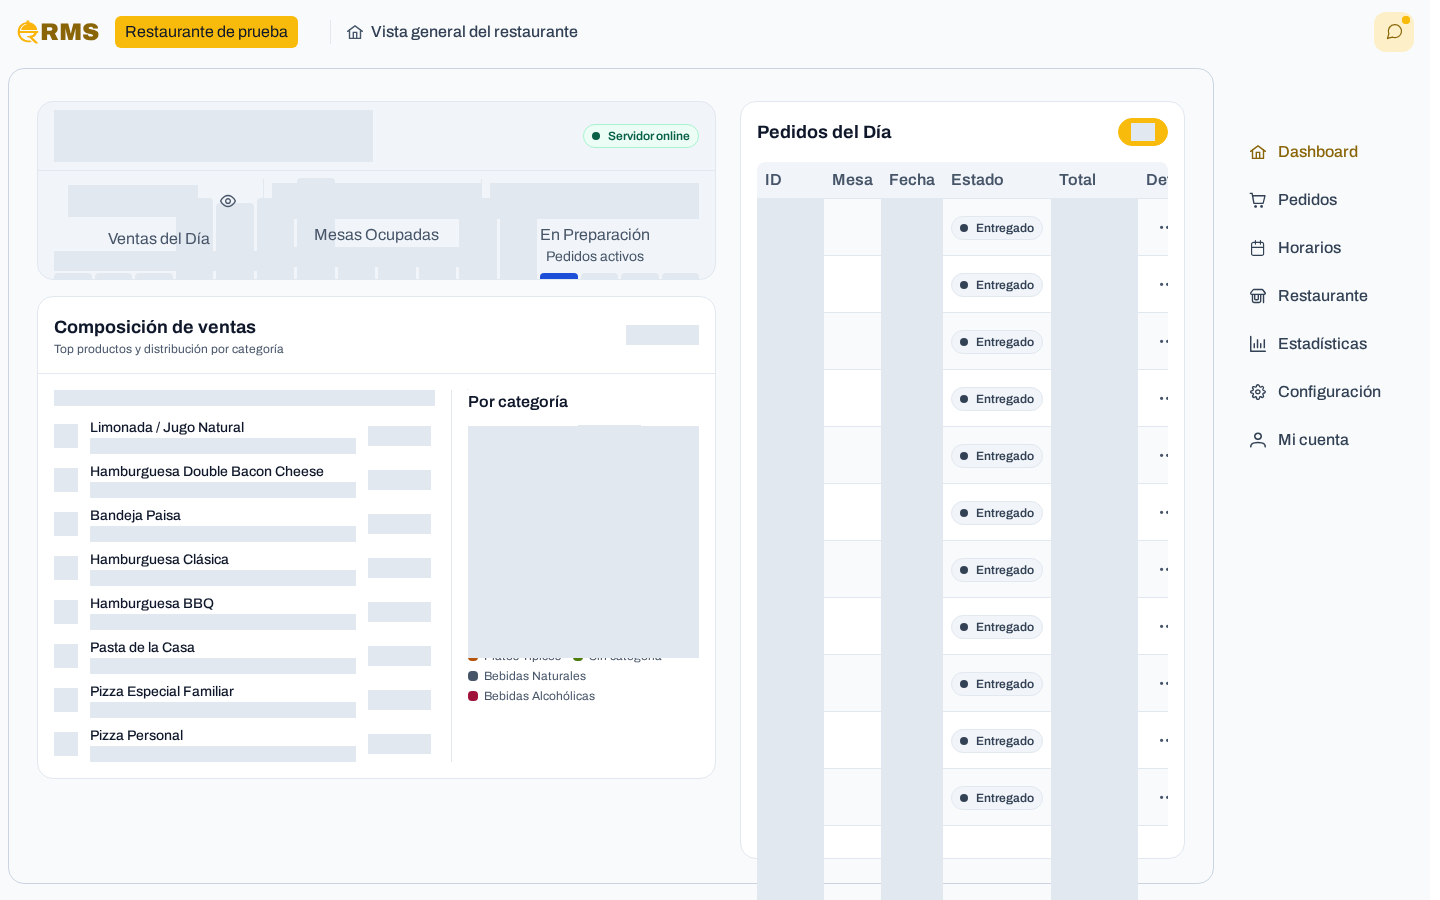 RMS
Restaurante de prueba
Vista general del restaurante
Servidor online
Ventas del Día
Mesas Ocupadas
En Preparación
Pedidos activos
Composición de ventas
Top productos y distribución por categoría
Limonada / Jugo Natural
Hamburguesa Double Bacon Cheese
Bandeja Paisa
Hamburguesa Clásica
Hamburguesa BBQ
Pasta de la Casa
Pizza Especial Familiar
Pizza Personal
Por categoría
Bebidas Naturales
Bebidas Alcohólicas
Pedidos del Día
ID Mesa Fecha Estado Total
Entregado
Entregado
Entregado
Entregado
Entregado
Entregado
Entregado
Entregado
Entregado
Entregado
Entregado
Dashboard
Pedidos
Horarios
Restaurante
Estadísticas
Configuración
Mi cuenta